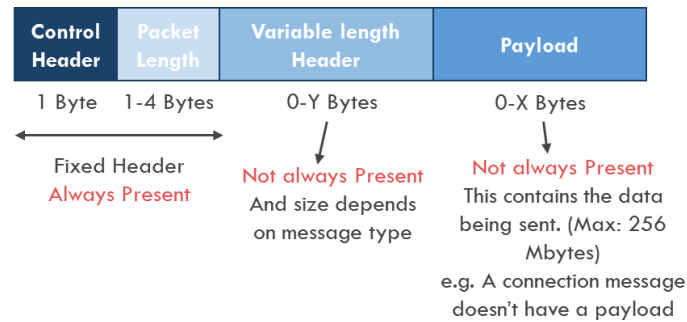 Control Header
Packet Length
Variable length Header
Payload
1 Byte
1-4 Bytes
0-Y Bytes
0-X Bytes
Fixed Header
Always Present
Not always Present
And size depends
on message type
Not always Present
This contains the data
being sent. (Max: 256
Mbytes)
e.g. A connection message
doesn't have a payload